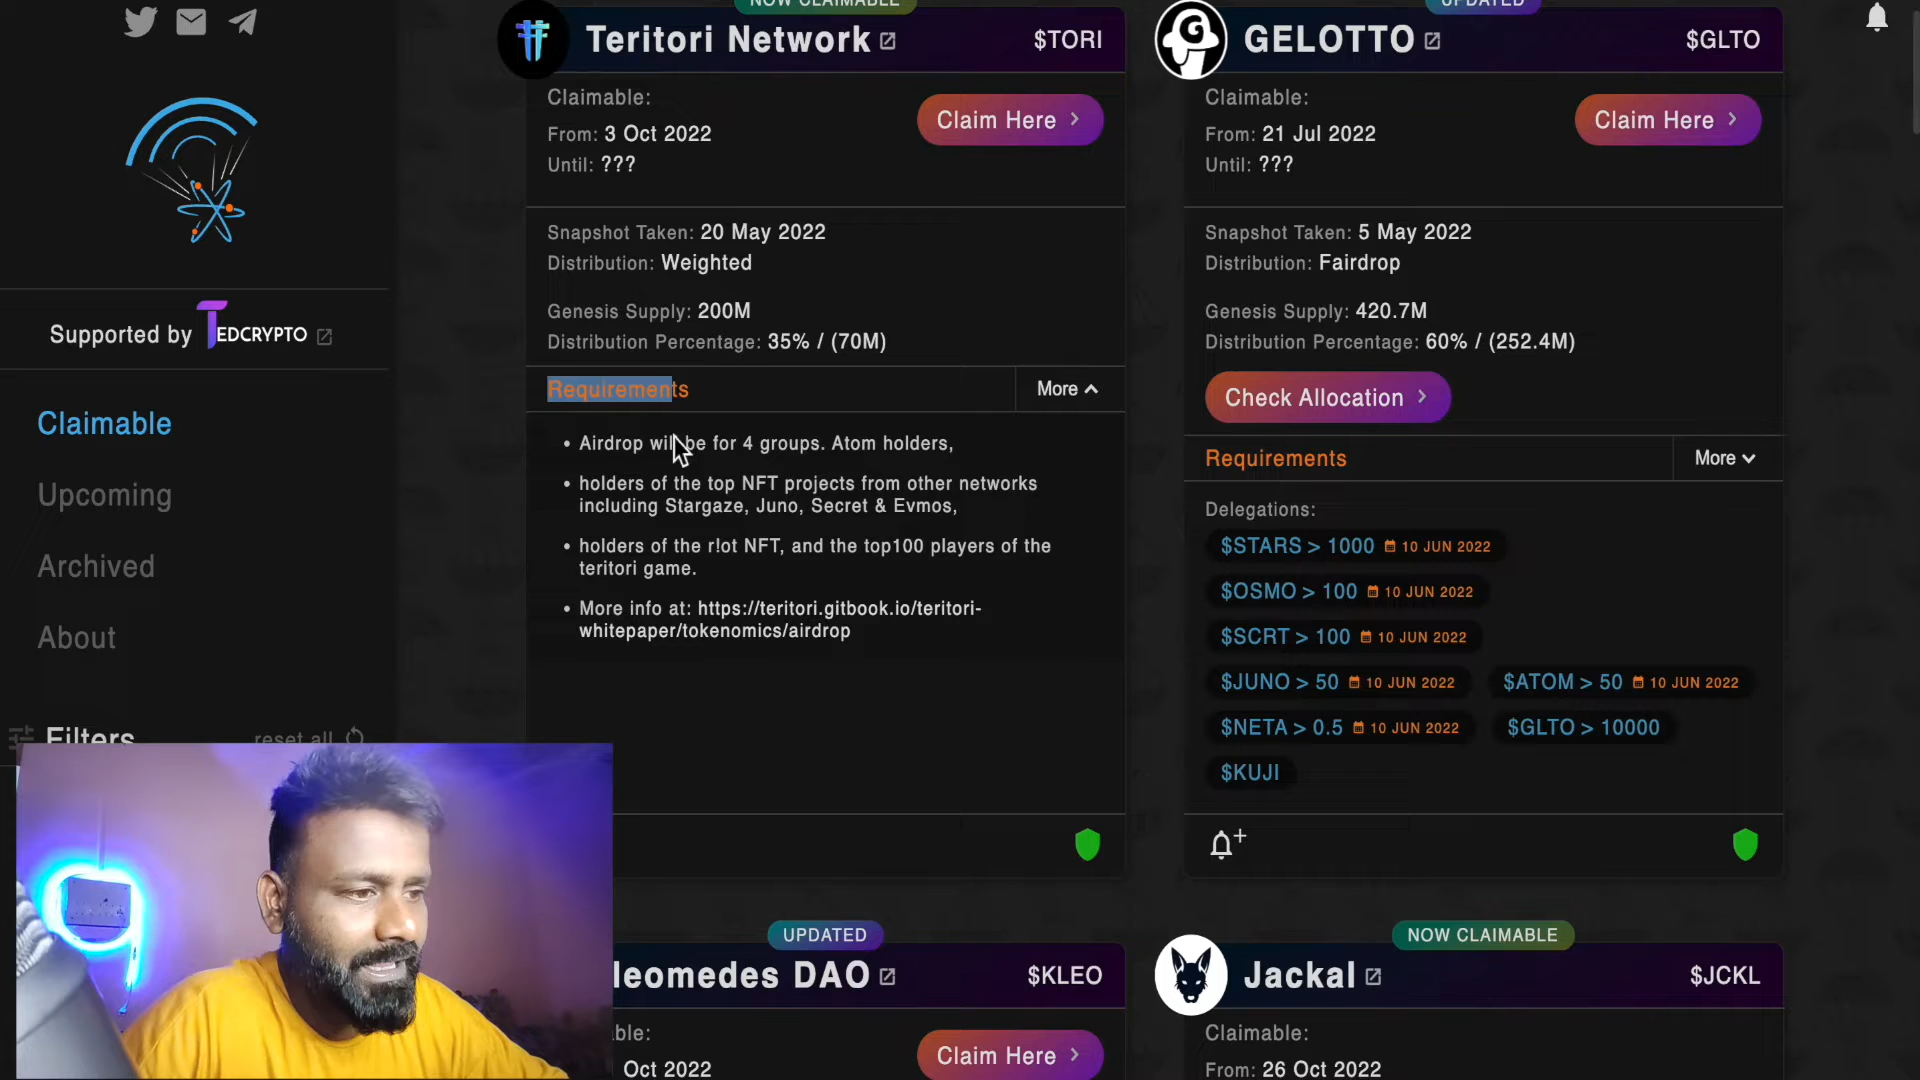 NOW CLAIMABLE
Teritori Network
$TORI
Claimable:
From: 3 Oct 2022
Until: ???
Claim Here
Snapshot Taken: 20 May 2022
Distribution: Weighted
Genesis Supply: 200M
Distribution Percentage: 35% / (70M)
Requirements
More
• Airdrop will be for 4 groups. Atom holders,
• holders of the top NFT projects from other networks
including Stargaze, Juno, Secret & Evmos,
• holders of the r!ot NFT, and the top100 players of the
teritori game.
• More info at: https://teritori.gitbook.io/teritori-
whitepaper/tokenomics/airdrop
UPDATED
GELOTTO
$GLTO
Claimable:
From: 21 Jul 2022
Until: ???
Claim Here
Snapshot Taken: 5 May 2022
Distribution: Fairdrop
Genesis Supply: 420.7M
Distribution Percentage: 60% / (252.4M)
Check Allocation
Requirements
More
Delegations:
$STARS > 1000 10 JUN 2022
$OSMO > 100 10 JUN 2022
$SCRT > 100 10 JUN 2022
$JUNO > 50 10 JUN 2022 $ATOM > 50 10 JUN 2022
$NETA > 0.5 10 JUN 2022 $GLTO > 10000
$KUJI
Supported by TEDCRYPTO
Claimable
Upcoming
Archived
About
Filters
reset all
UPDATED
leomedes DAO
$KLEO
ble:
Oct 2022
Claim Here
NOW CLAIMABLE
Jackal
$JCKL
Claimable:
From: 26 Oct 2022